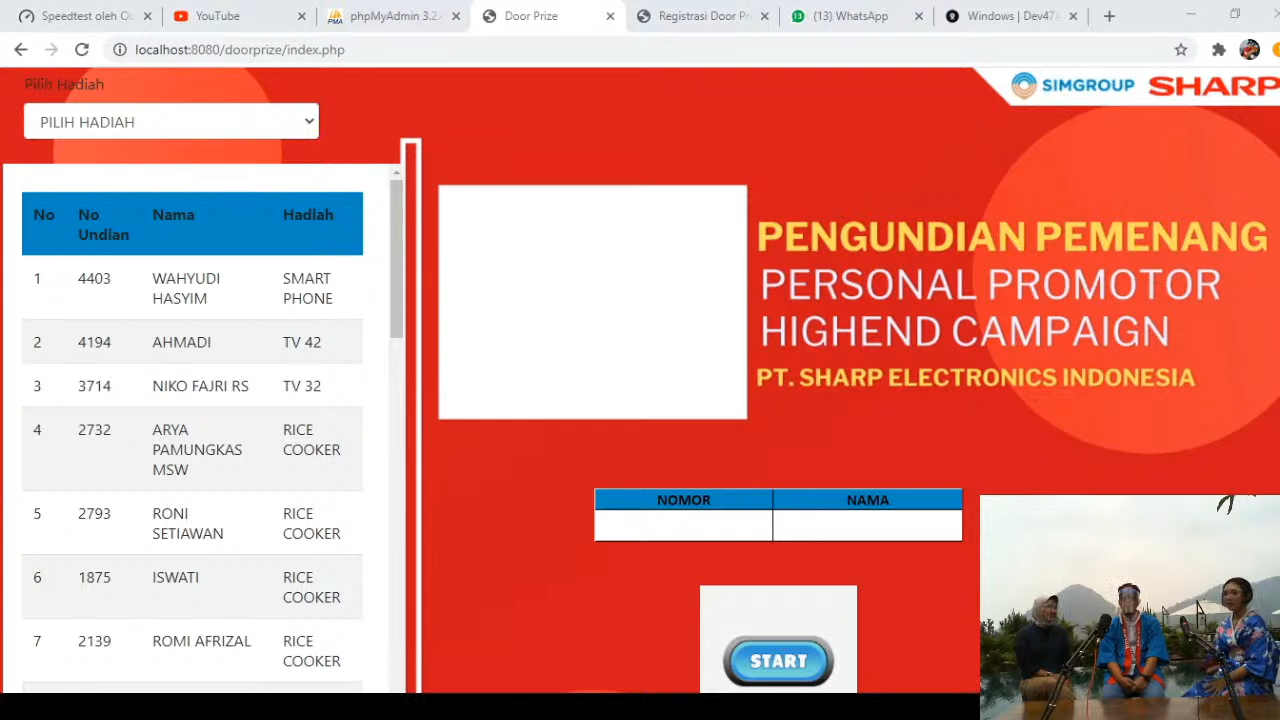 Speedtest oleh O
YouTube
phpMyAdmin 3.2.
Door Prize
Registrasi Door Pr
(13) WhatsApp
Windows | Dev47
localhost:8080/doorprize/index.php
Pilih Hadiah
PILIH HADIAH
SIMGROUP
SHARP
No
No Undian
Nama
Hadiah
1 4403 WAHYUDI HASYIM SMART PHONE
2 4194 AHMADI TV 42
3 3714 NIKO FAJRI RS TV 32
4 2732 ARYA PAMUNGKAS MSW RICE COOKER
5 2793 RONI SETIAWAN RICE COOKER
6 1875 ISWATI RICE COOKER
7 2139 ROMI AFRIZAL RICE COOKER
PENGUNDIAN PEMENANG
PERSONAL PROMOTOR
HIGHEND CAMPAIGN
PT. SHARP ELECTRONICS INDONESIA
NOMOR NAMA
START